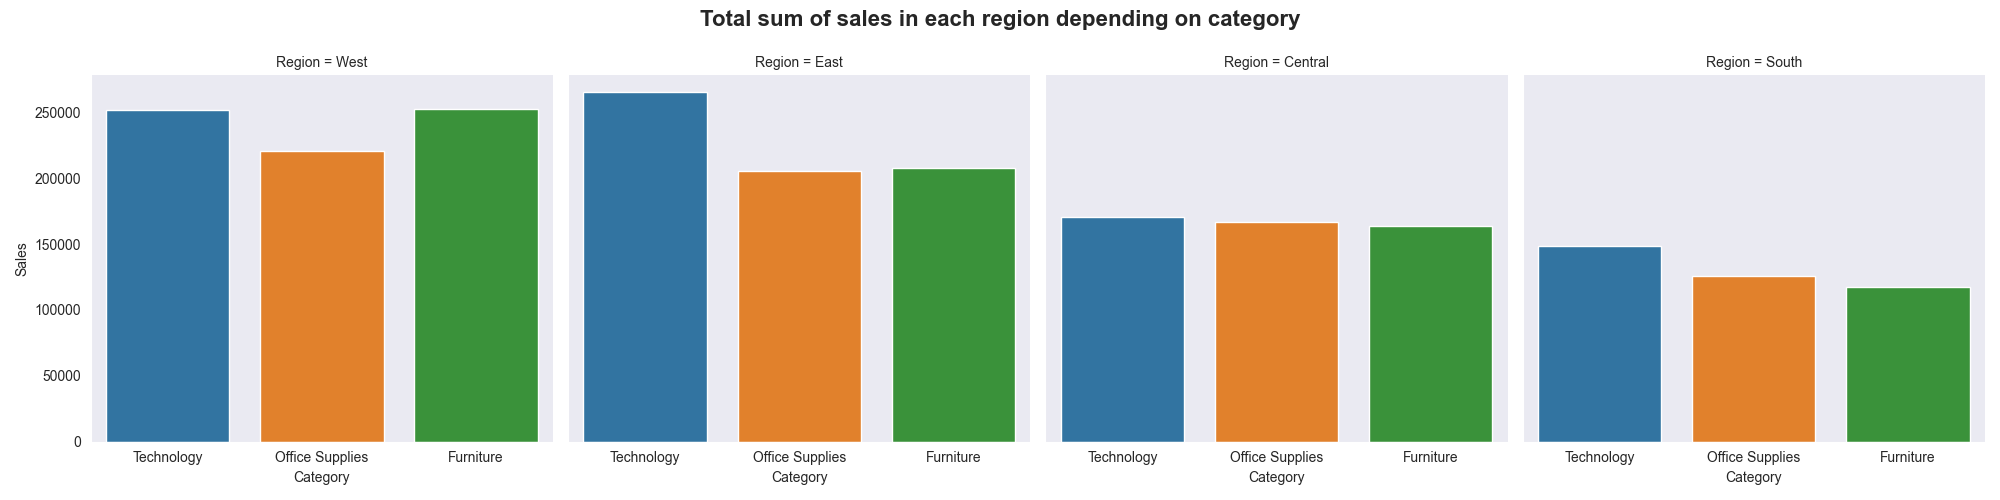 Total sum of sales in each region depending on category
Region = West
Region = East
Region = Central
Region = South
250000
200000
150000
100000
50000
0
Sales
Technology
Office Supplies
Furniture
Category
Technology
Office Supplies
Furniture
Category
Technology
Office Supplies
Furniture
Category
Technology
Office Supplies
Furniture
Category